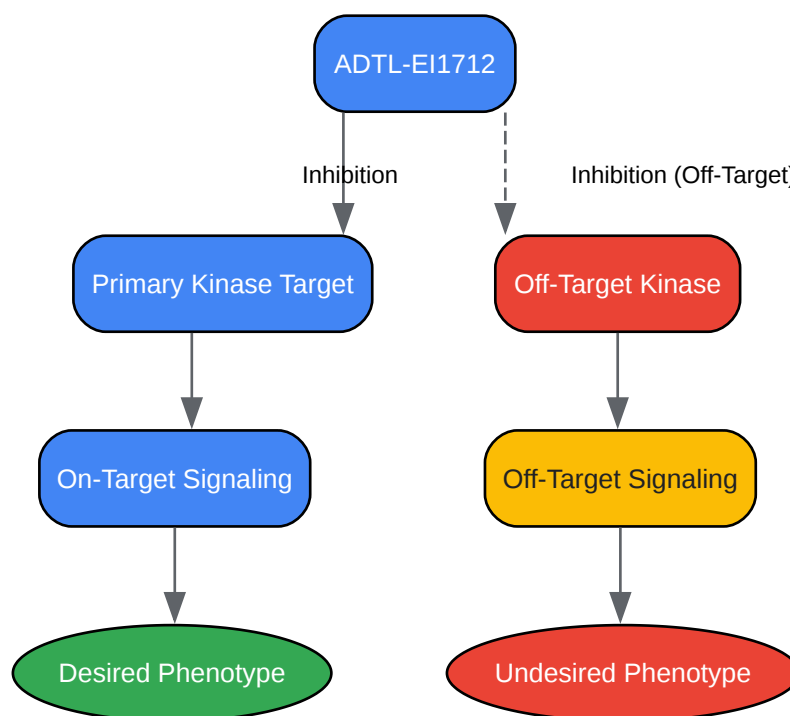 ADTL-EI1712
Inhibition
Inhibition (Off-Target)
Primary Kinase Target
Off-Target Kinase
On-Target Signaling
Off-Target Signaling
Desired Phenotype
Undesired Phenotype